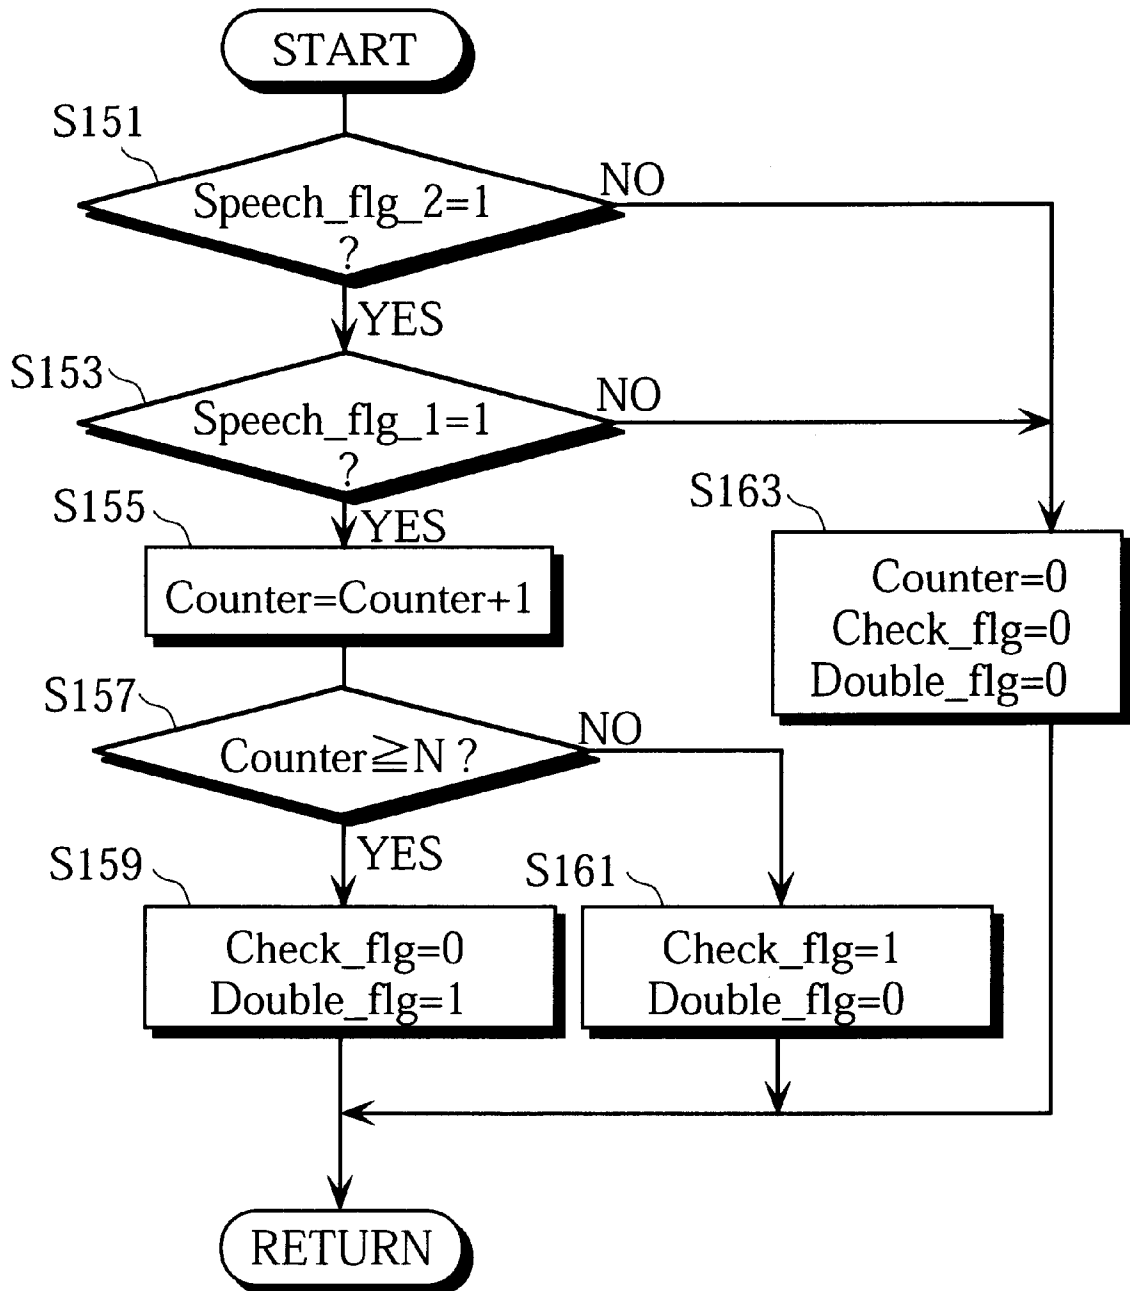 START
S151
Speech_flg_2=1
?
NO
YES
S153
Speech_flg_1=1
?
NO
YES
S155
Counter=Counter+1
S163
Counter=0
Check_flg=0
Double_flg=0
S157
Counter≧N ?
NO
YES
S159
Check_flg=0
Double_flg=1
S161
Check_flg=1
Double_flg=0
RETURN